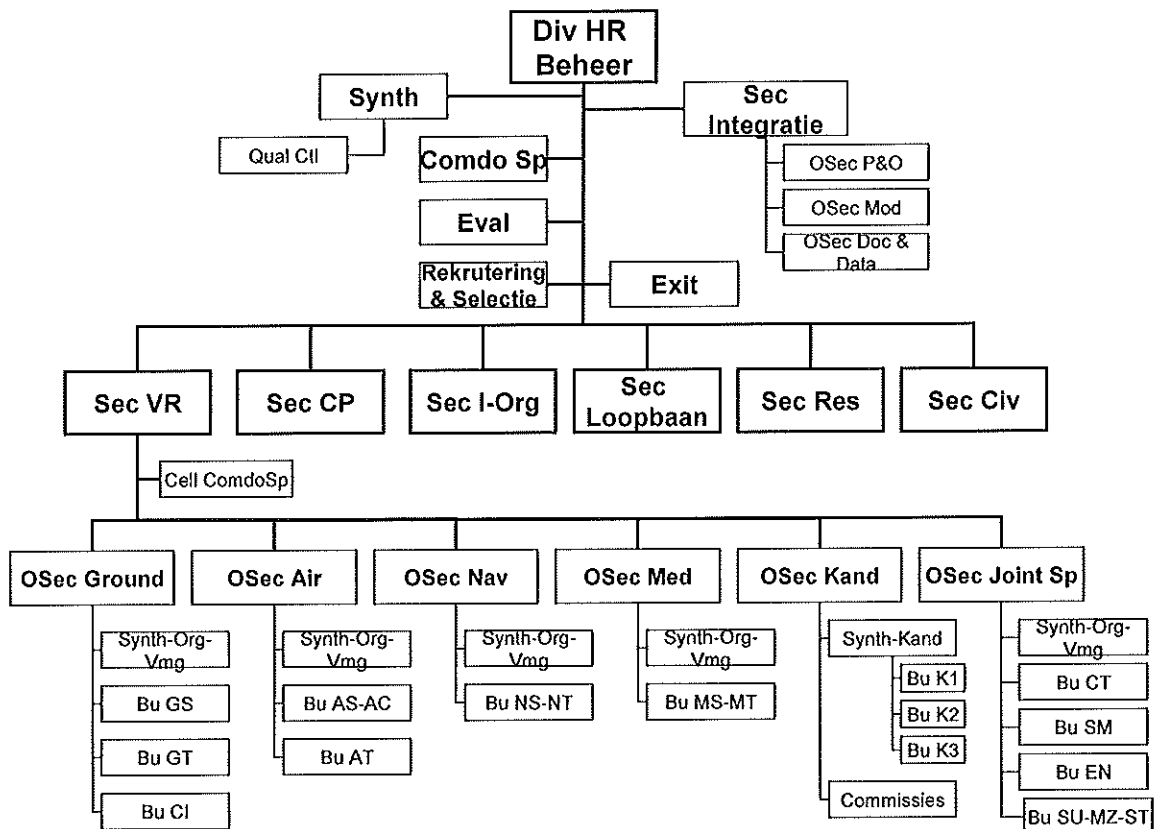 Div HR
Beheer
Synth
Sec
Integratie
Qual Ctl
Comdo Sp
OSec P&O
Eval
OSec Mod
OSec Doc &
Data
Rekrutering
& Selectie
Exit
Sec VR
Sec CP
Sec I-Org
Sec
Loopbaan
Sec Res
Sec Civ
Cell ComdoSp
OSec Ground
OSec Air
OSec Nav
OSec Med
OSec Kand
OSec Joint Sp
Synth-Org-
Vmg
Bu GS
Bu GT
Bu CI
Synth-Org-
Vmg
Bu AS-AC
Bu AT
Synth-Org-
Vmg
Bu NS-NT
Synth-Org-
Vmg
Bu MS-MT
Synth-Kand
Bu K1
Bu K2
Bu K3
Commissies
Synth-Org-
Vmg
Bu CT
Bu SM
Bu EN
Bu SU-MZ-ST